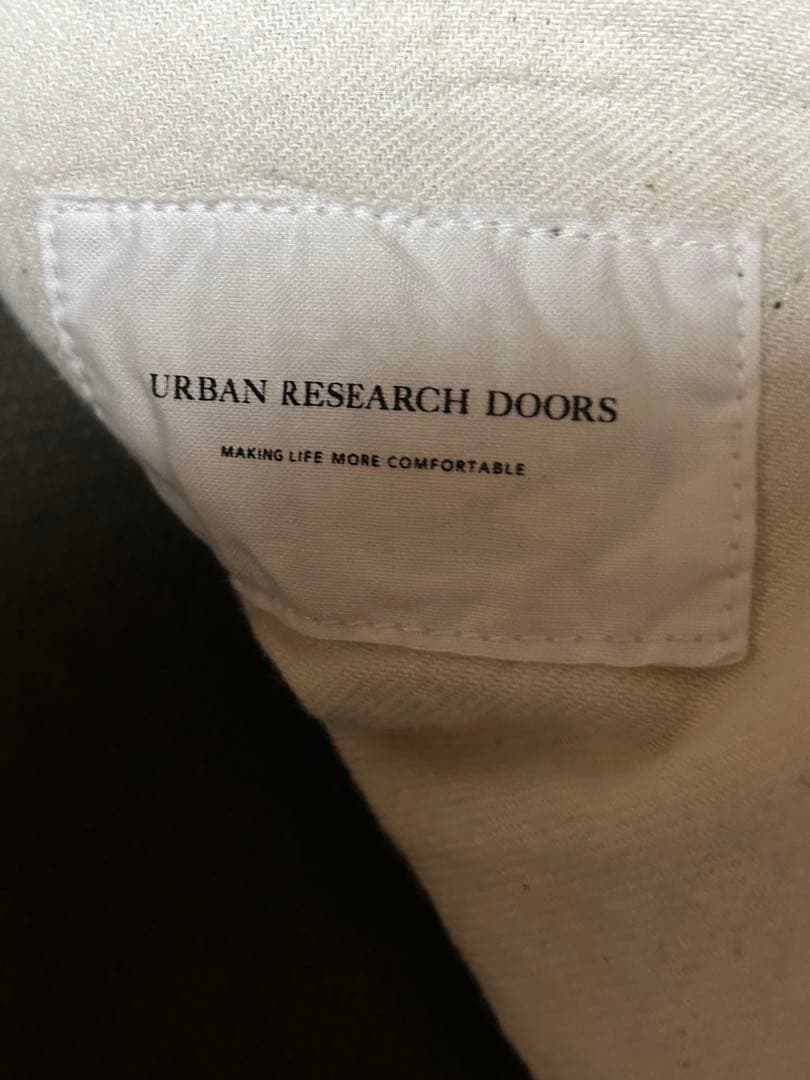 URBAN RESEARCH DOORS
MAKING LIFE MORE COMFORTABLE